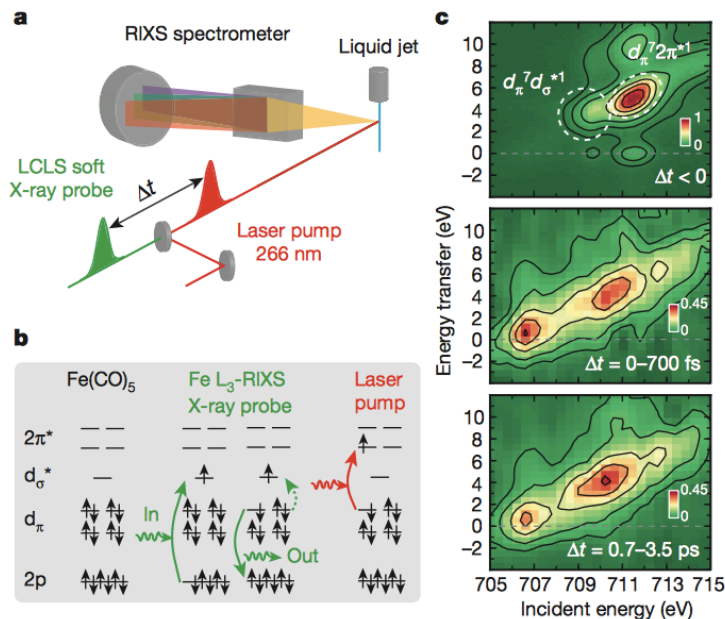 a
RIXS spectrometer
Liquid jet
LCLS soft
X-ray probe
Δt
Laser pump
266 nm
b
Fe(CO)₅
Fe L₃-RIXS
X-ray probe
Laser
pump
2π*
dσ*
dπ
2p
In
Out
c
dπ⁷2π*¹
dπ⁷dσ*¹
10
8
6
4
2
0
−2
1
0
Δt < 0
Energy transfer (eV)
10
8
6
4
2
0
−2
0.45
0
Δt = 0–700 fs
10
8
6
4
2
0
−2
0.45
0
Δt = 0.7–3.5 ps
705 707 709 711 713 715
Incident energy (eV)